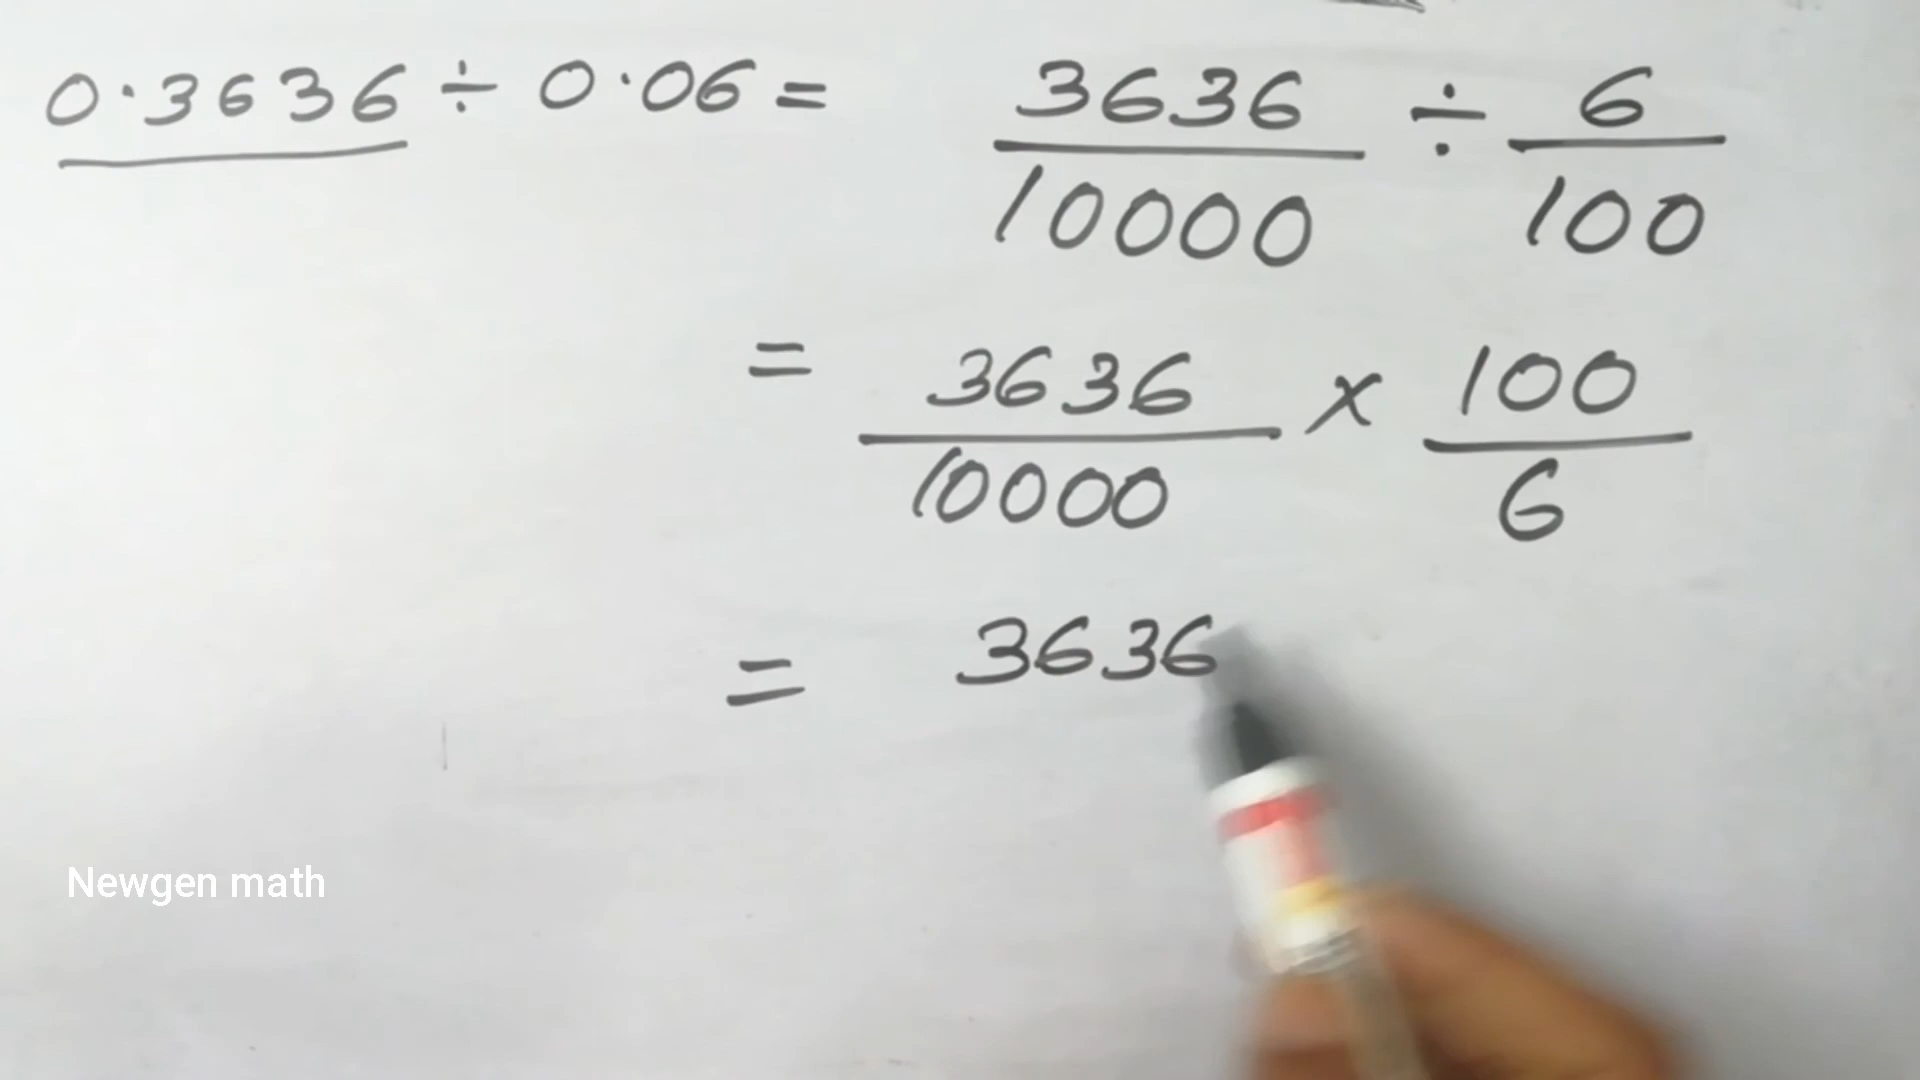 0.3636 ÷ 0.06 = 3636/10000 ÷ 6/100
= 3636/10000 × 100/6
= 3636
Newgen math